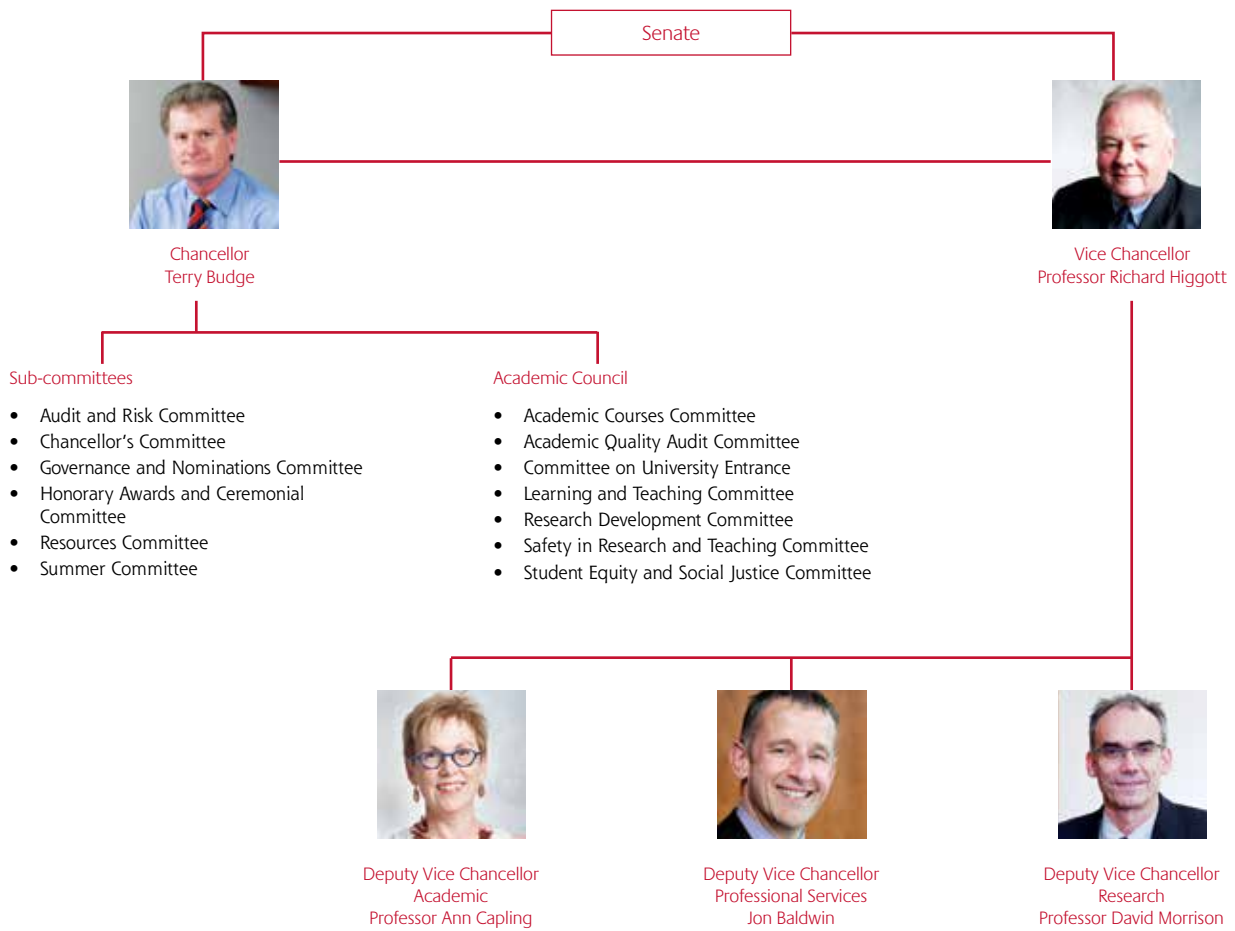 Senate
Chancellor
Terry Budge
Vice Chancellor
Professor Richard Higgott
Sub-committees
• Audit and Risk Committee
• Chancellor's Committee
• Governance and Nominations Committee
• Honorary Awards and Ceremonial
Committee
• Resources Committee
• Summer Committee
Academic Council
• Academic Courses Committee
• Academic Quality Audit Committee
• Committee on University Entrance
• Learning and Teaching Committee
• Research Development Committee
• Safety in Research and Teaching Committee
• Student Equity and Social Justice Committee
Deputy Vice Chancellor
Academic
Professor Ann Capling
Deputy Vice Chancellor
Professional Services
Jon Baldwin
Deputy Vice Chancellor
Research
Professor David Morrison